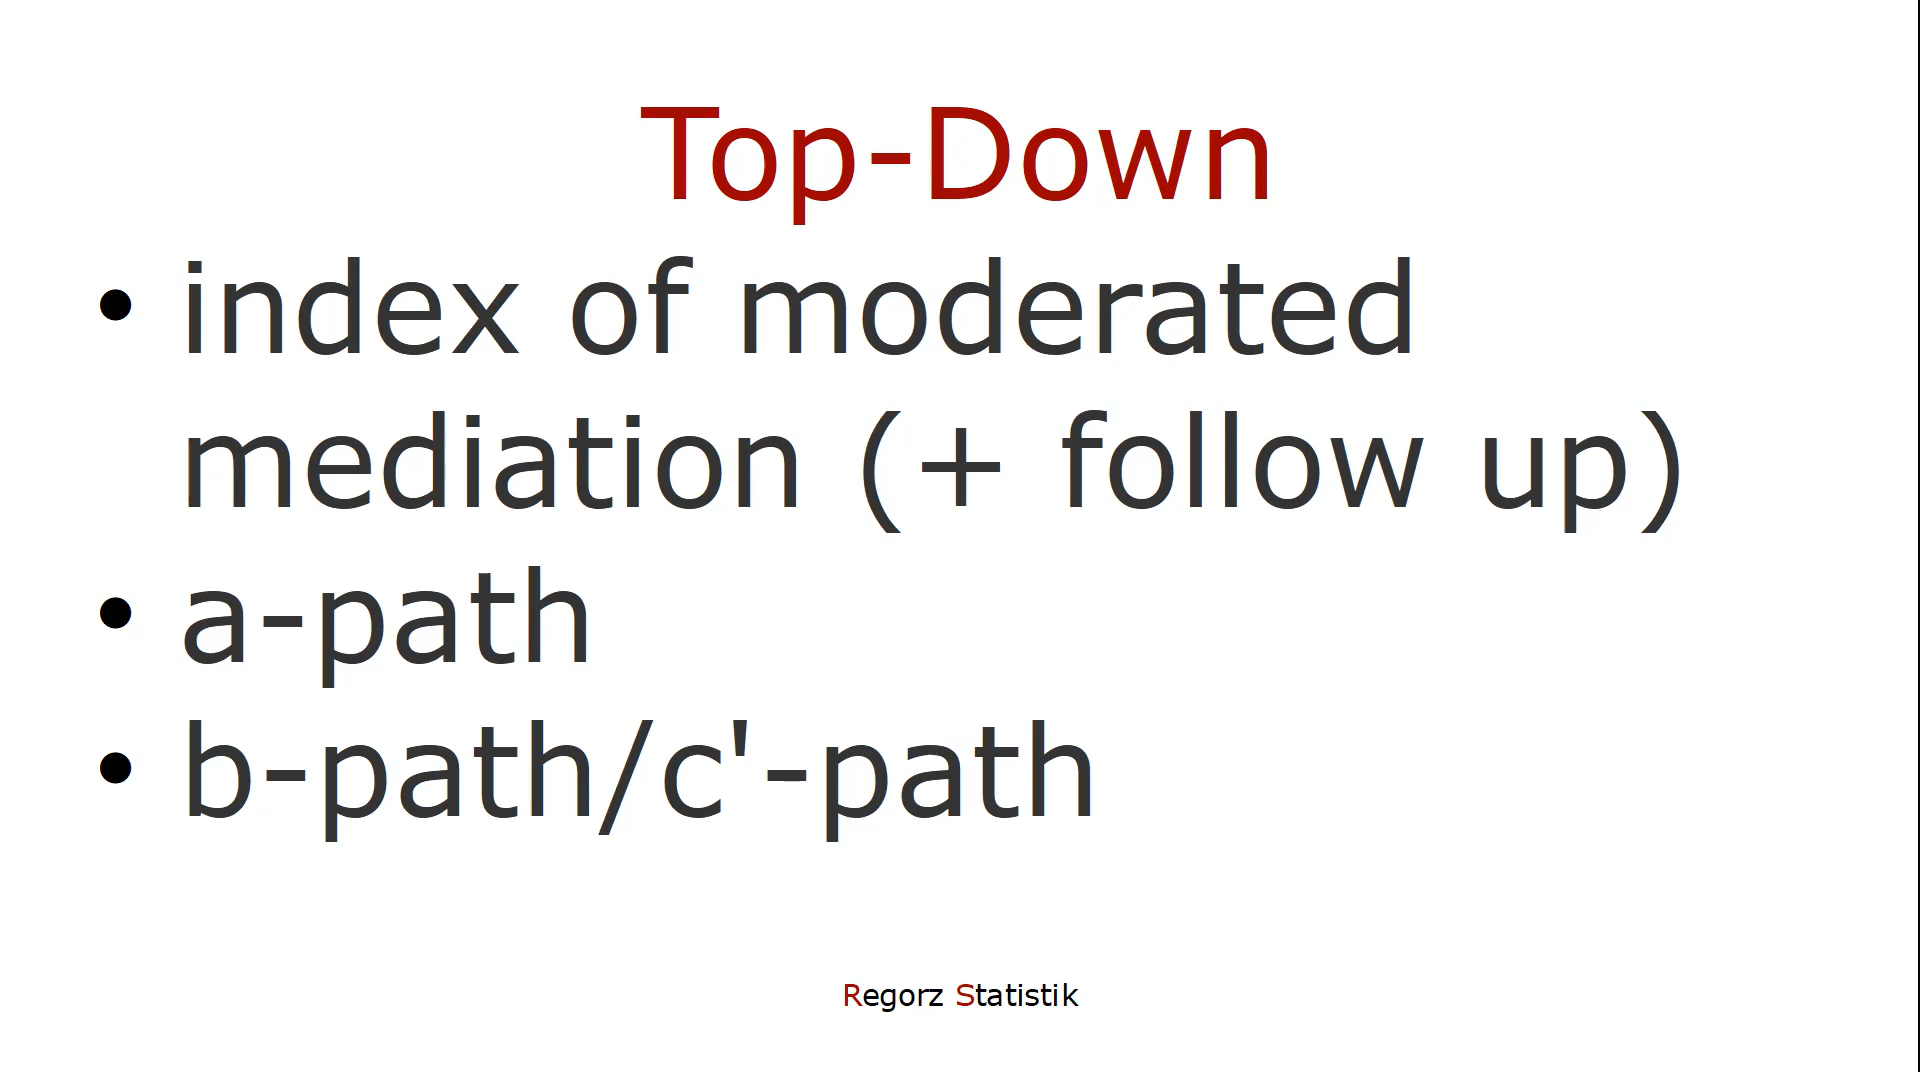 Top-Down
• index of moderated
mediation (+ follow up)
• a-path
• b-path/c'-path
Regorz Statistik